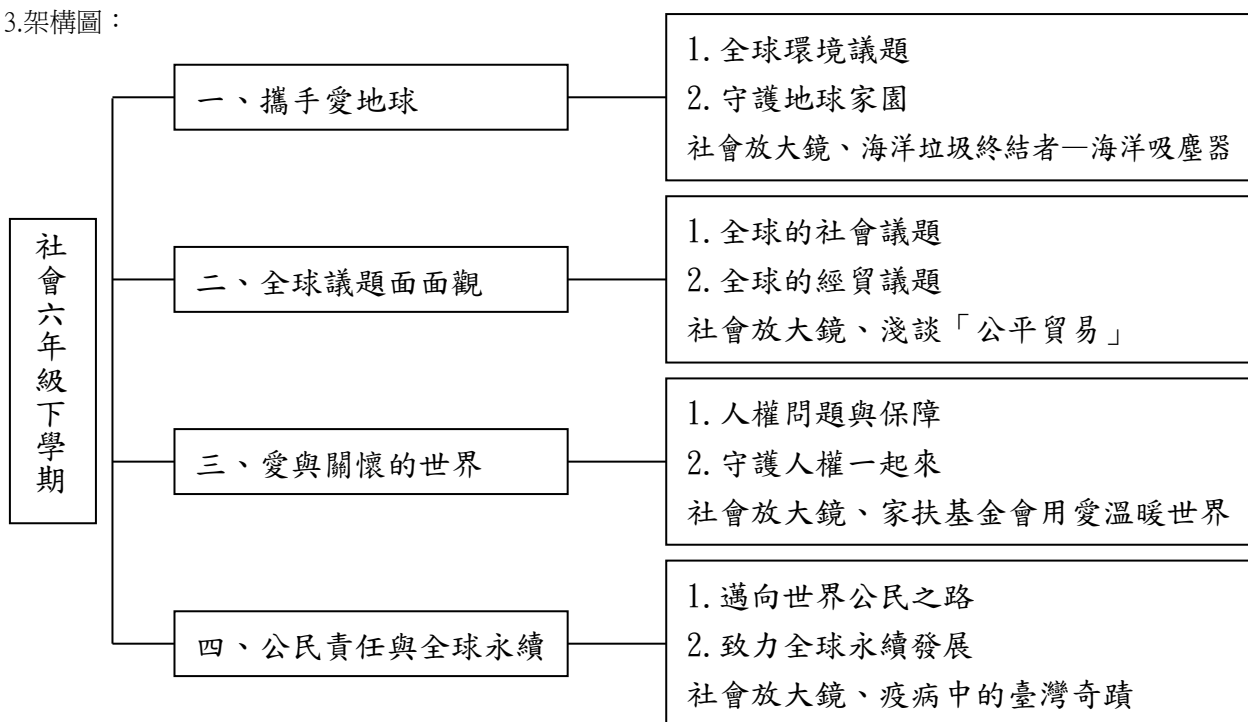 3.架構圖：
社會六年級下學期
一、攜手愛地球
1.全球環境議題
2.守護地球家園
社會放大鏡、海洋垃圾終結者—海洋吸塵器
二、全球議題面面觀
1.全球的社會議題
2.全球的經貿議題
社會放大鏡、淺談「公平貿易」
三、愛與關懷的世界
1.人權問題與保障
2.守護人權一起來
社會放大鏡、家扶基金會用愛溫暖世界
四、公民責任與全球永續
1.邁向世界公民之路
2.致力全球永續發展
社會放大鏡、疫病中的臺灣奇蹟